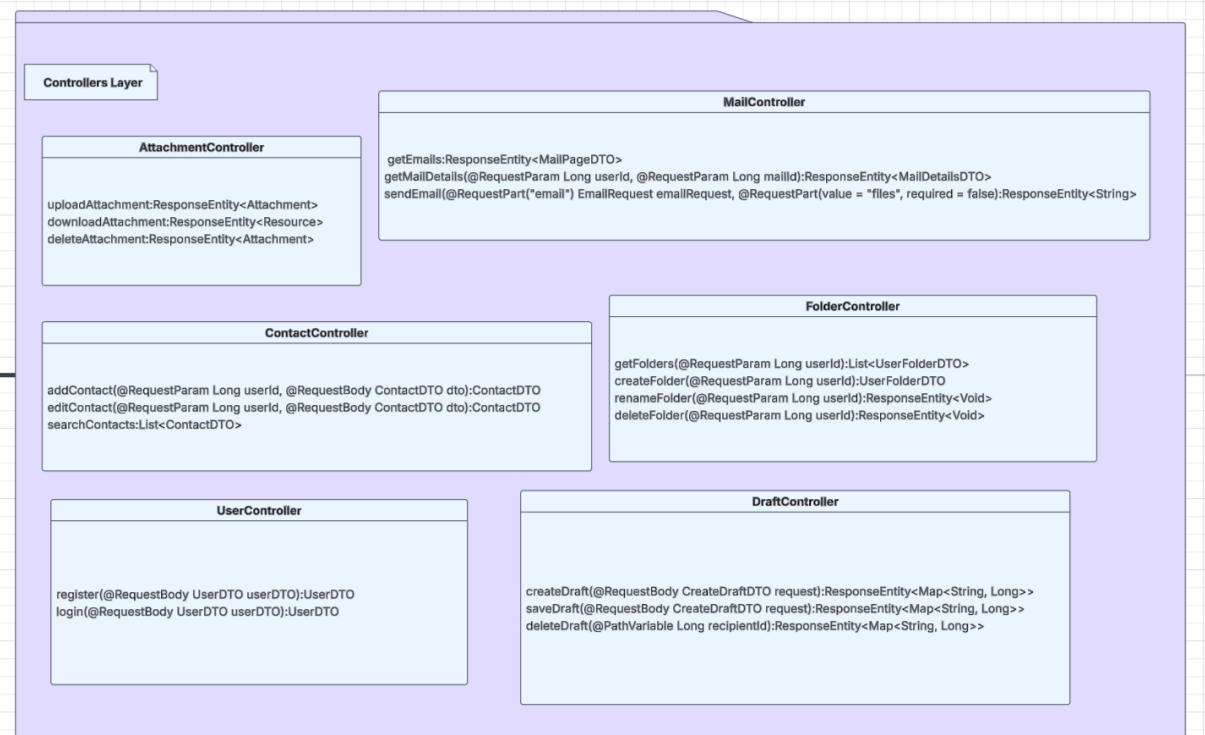 Controllers Layer
MailController
getEmails:ResponseEntity<MailPageDTO>
getMailDetails(@RequestParam Long userId, @RequestParam Long mailId):ResponseEntity<MailDetailsDTO>
sendEmail(@RequestPart("email") EmailRequest emailRequest, @RequestPart(value = "files", required = false):ResponseEntity<String>
AttachmentController
uploadAttachment:ResponseEntity<Attachment>
downloadAttachment:ResponseEntity<Resource>
deleteAttachment:ResponseEntity<Attachment>
FolderController
getFolders(@RequestParam Long userId):List<UserFolderDTO>
createFolder(@RequestParam Long userId):UserFolderDTO
renameFolder(@RequestParam Long userId):ResponseEntity<Void>
deleteFolder(@RequestParam Long userId):ResponseEntity<Void>
ContactController
addContact(@RequestParam Long userId, @RequestBody ContactDTO dto):ContactDTO
editContact(@RequestParam Long userId, @RequestBody ContactDTO dto):ContactDTO
searchContacts:List<ContactDTO>
UserController
register(@RequestBody UserDTO userDTO):UserDTO
login(@RequestBody UserDTO userDTO):UserDTO
DraftController
createDraft(@RequestBody CreateDraftDTO request):ResponseEntity<Map<String, Long>>
saveDraft(@RequestBody CreateDraftDTO request):ResponseEntity<Map<String, Long>>
deleteDraft(@PathVariable Long recipientId):ResponseEntity<Map<String, Long>>